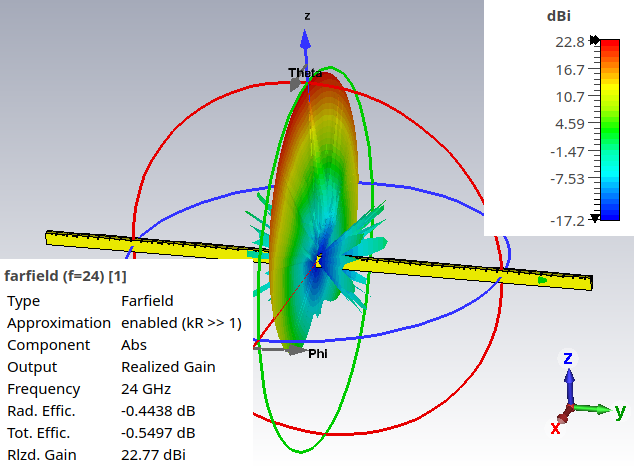 z
dBi
22.8
16.7
10.7
4.59
-1.47
-7.53
-17.2
Theta
Phi
farfield (f=24) [1]
Type Farfield
Approximation enabled (kR >> 1)
Component Abs
Output Realized Gain
Frequency 24 GHz
Rad. Effic. -0.4438 dB
Tot. Effic. -0.5497 dB
Rlzd. Gain 22.77 dBi
z
y
x